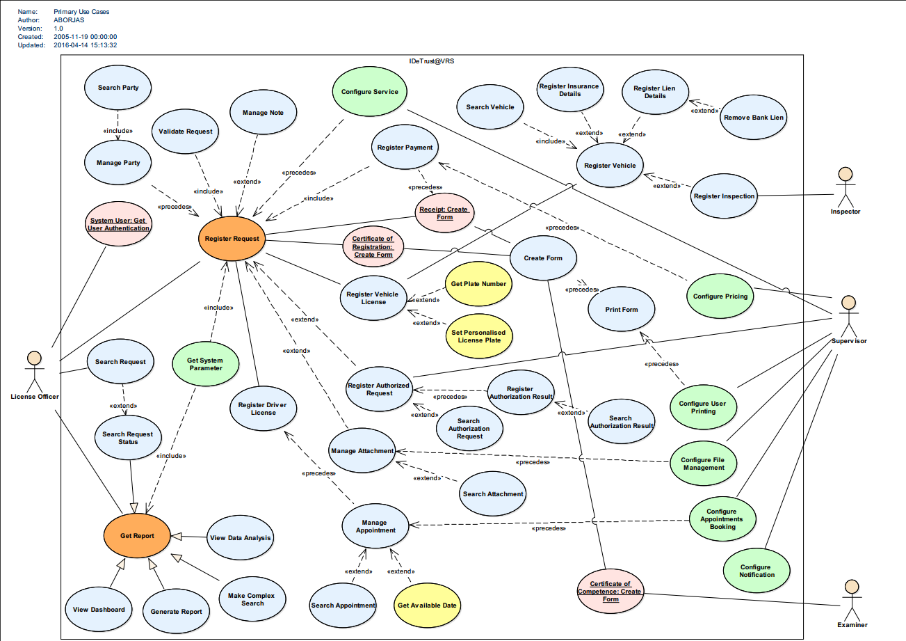 Name: Primary Use Cases
Author: ABORJAS
Version: 1.0
Created: 2005-11-19 00:00:00
Updated: 2016-04-14 15:13:32
IDeTrust@VRS
Search Party
«include»
Manage Party
Validate Request
«include»
Manage Note
«extend»
Configure Service
«precedes»
Register Payment
«include»
«precedes»
Search Vehicle
«include»
Register Insurance
Details
«extend»
Register Lien
Details
«extend»
«extend»
Remove Bank Lien
Register Vehicle
«extend»
Register Inspection
Inspector
«precedes»
System User: Get
User Authentication
Register Request
Receipt: Create
Form
Certificate of
Registration:
Create Form
«precedes»
Create Form
«precedes»
Print Form
Configure Pricing
Supervisor
Register Vehicle
License
Get Plate Number
«extend»
«extend»
Set Personalised
License Plate
«include»
«extend»
«extend»
«precedes»
License Officer
Search Request
«extend»
Search Request
Status
Get System
Parameter
«include»
Register Driver
License
«precedes»
Register Authorized
Request
«precedes»
Register
Authorization Result
«extend»
Search
Authorization
Request
«extend»
Search
Authorization Result
Configure User
Printing
Manage Attachment
«precedes»
«extend»
Search Attachment
Configure File
Management
Manage
Appointment
«precedes»
Configure
Appointments
Booking
Get Report
View Data Analysis
View Dashboard
Generate Report
Make Complex
Search
«extend»
«extend»
Search Appointment
Get Available Date
Configure
Notification
Certificate of
Competence: Create
Form
Examiner